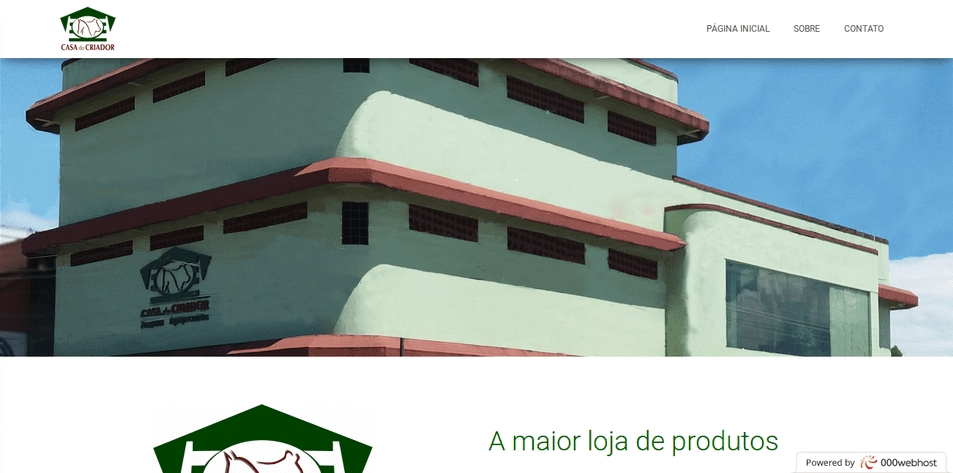 CASA do CRIADOR
PÁGINA INICIAL SOBRE CONTATO
CASA do CRIADOR
A maior loja de produtos
Powered by 000webhost